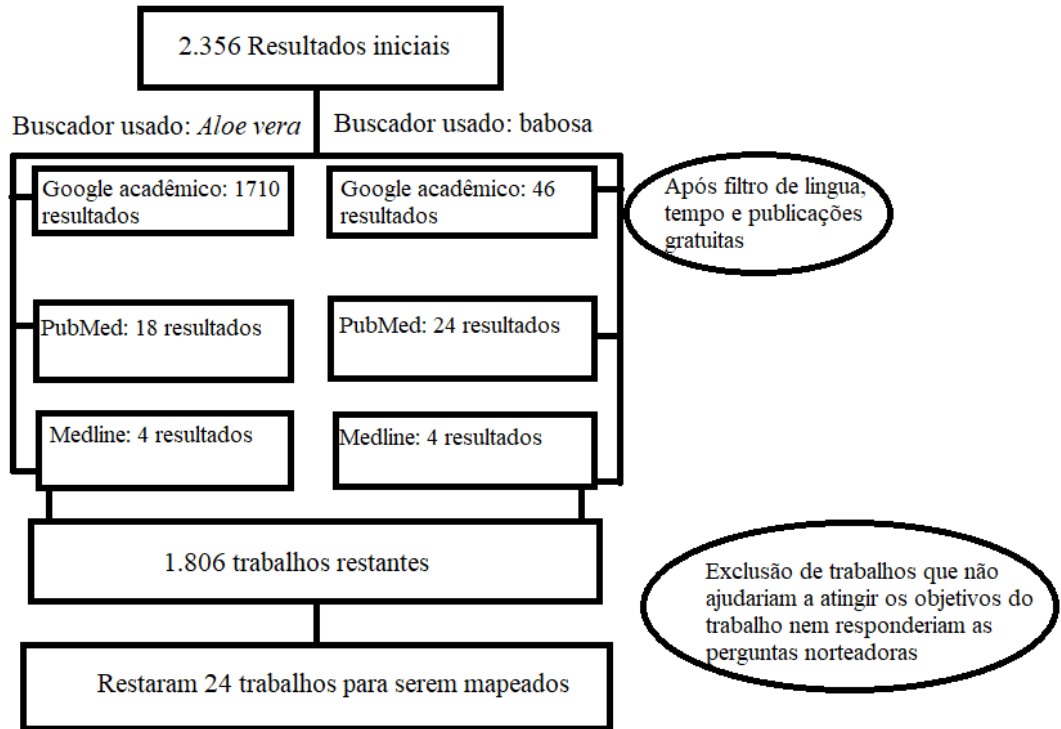 2.356 Resultados iniciais
Buscador usado: Aloe vera
Buscador usado: babosa
Google acadêmico: 1710
resultados
Google acadêmico: 46
resultados
Após filtro de lingua,
tempo e publicações
gratuitas
PubMed: 18 resultados
PubMed: 24 resultados
Medline: 4 resultados
Medline: 4 resultados
1.806 trabalhos restantes
Exclusão de trabalhos que não
ajudariam a atingir os objetivos do
trabalho nem responderiam as
perguntas norteadoras
Restaram 24 trabalhos para serem mapeados